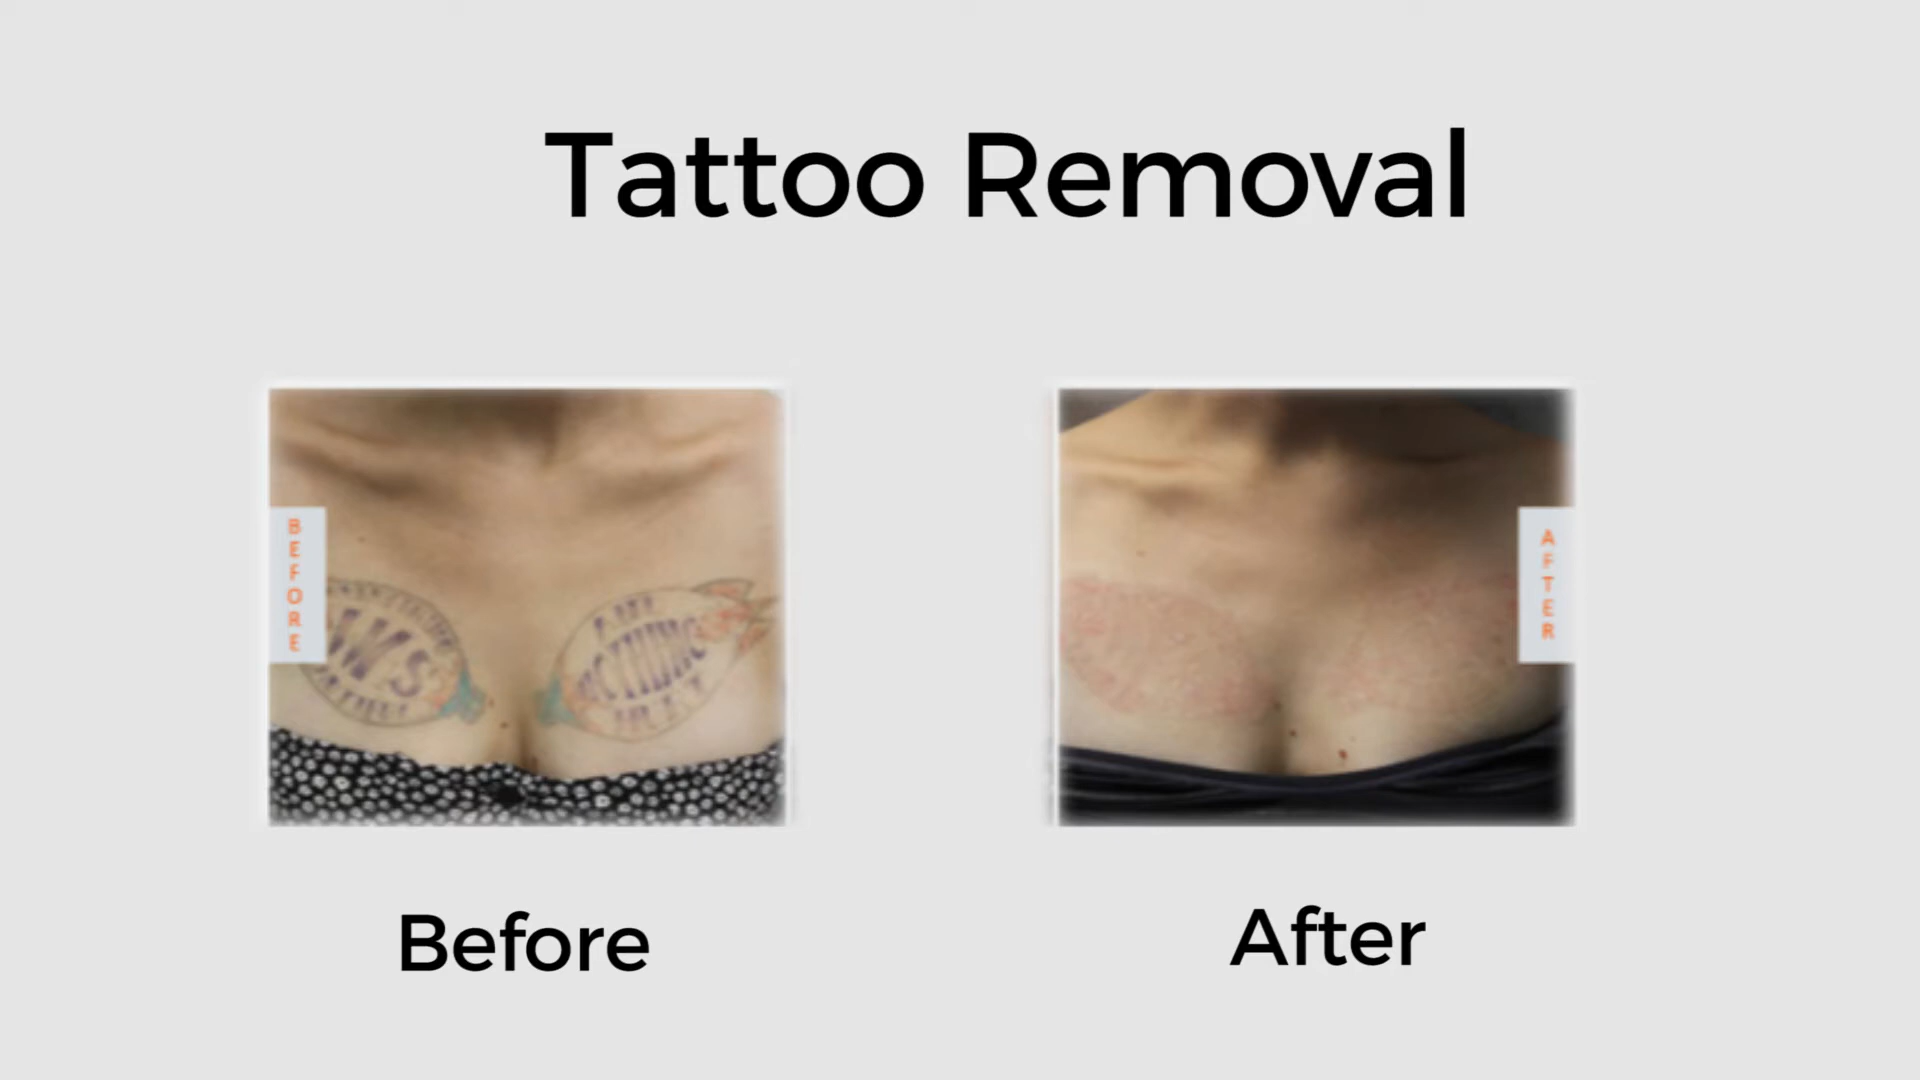 Tattoo Removal
BEFORE
AFTER
Before
After